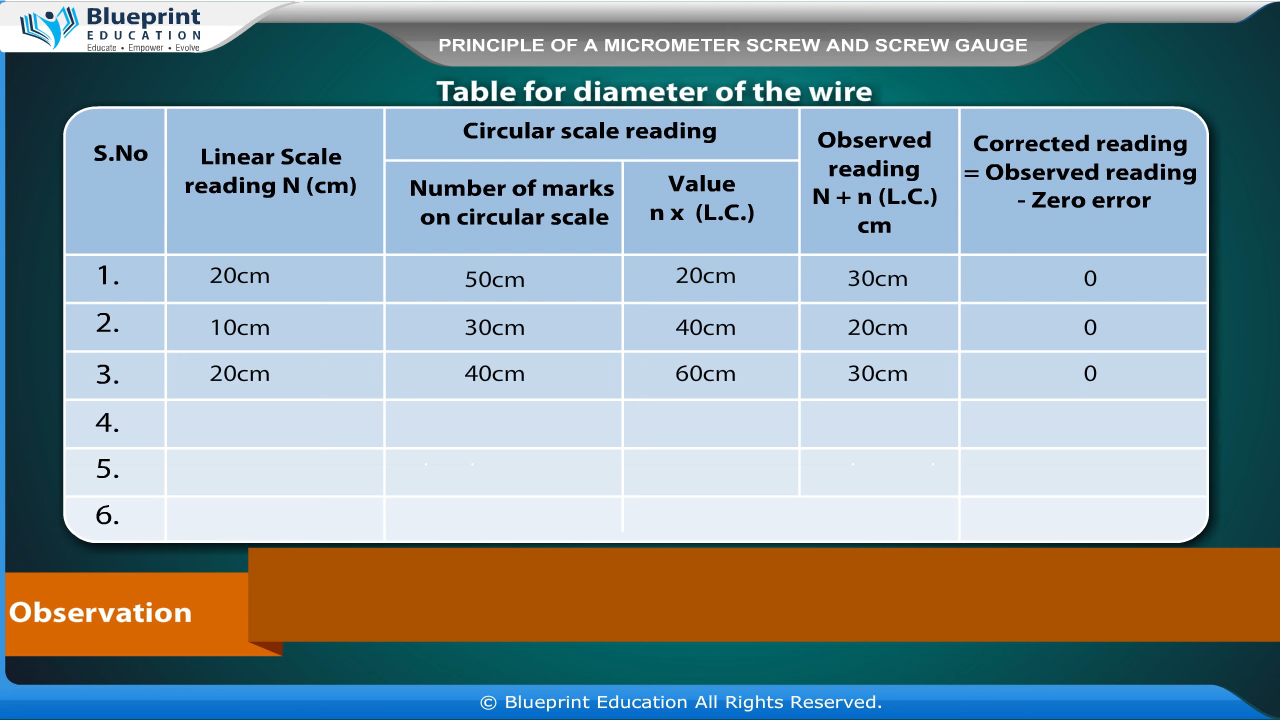 Blueprint
EDUCATION
Educate • Empower • Evolve
PRINCIPLE OF A MICROMETER SCREW AND SCREW GAUGE
Table for diameter of the wire
S.No
Linear Scale
reading N (cm)
Circular scale reading
Number of marks
on circular scale
Value
n x (L.C.)
Observed
reading
N + n (L.C.)
cm
Corrected reading
= Observed reading
- Zero error
1. 20cm 50cm 20cm 30cm 0
2. 10cm 30cm 40cm 20cm 0
3. 20cm 40cm 60cm 30cm 0
4.
5.
6.
Observation
© Blueprint Education All Rights Reserved.